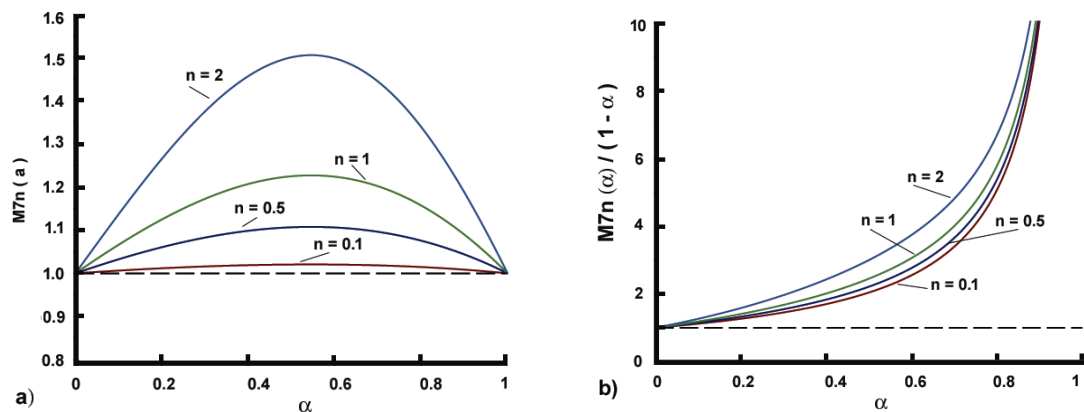 1.6
1.5
1.4
1.3
1.2
1.1
1.0
0.9
0.8
M7n ( a )
n = 2
n = 1
n = 0.5
n = 0.1
0 0.2 0.4 0.6 0.8 1
α
a)
10
8
6
4
2
0
M7n (α) / ( 1 - α )
n = 2
n = 1
n = 0.5
n = 0.1
0 0.2 0.4 0.6 0.8 1
α
b)